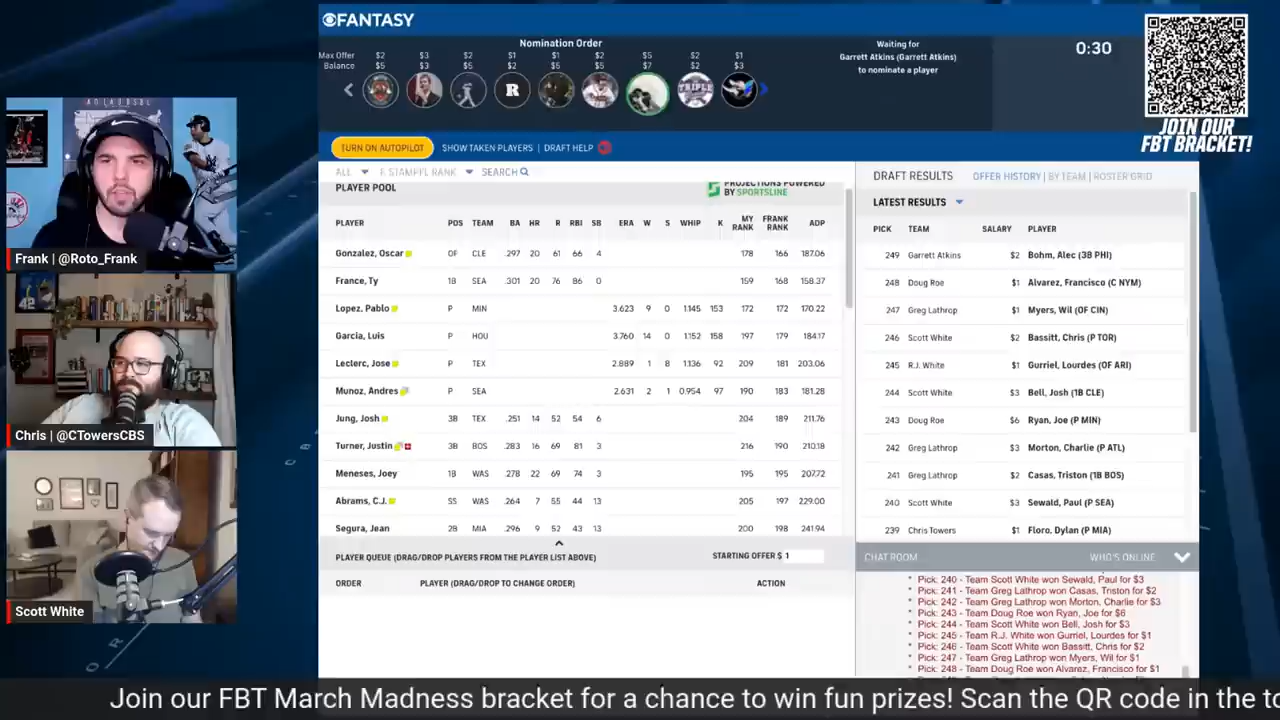 FANTASY
Nomination Order
Max Offer $2 $3 $2 $1 $1 $2 $5 $2 $1
Balance $5 $3 $5 $2 $5 $5 $7 $2 $3
R
TRIPLE
Waiting for
Garrett Atkins (Garrett Atkins)
to nominate a player
0:30
JOIN OUR
FBT BRACKET!
TURN ON AUTOPILOT SHOW TAKEN PLAYERS | DRAFT HELP
ALL F. STAMPFL RANK SEARCH
PLAYER POOL
PROJECTIONS POWERED
BY SPORTSLINE
PLAYER POS TEAM BA HR R RBI SB ERA W S WHIP K MY RANK FRANK RANK ADP
Gonzalez, Oscar OF CLE .297 20 61 66 4 178 166 187.06
France, Ty 1B SEA .301 20 76 86 0 159 168 158.37
Lopez, Pablo P MIN 3.623 9 0 1.145 153 172 172 170.22
Garcia, Luis P HOU 3.760 14 0 1.152 158 197 179 184.17
Leclerc, Jose P TEX 2.889 1 8 1.136 92 209 181 203.06
Munoz, Andres P SEA 2.631 2 1 0.954 97 190 183 181.28
Jung, Josh 3B TEX .251 14 52 54 6 204 189 211.76
Turner, Justin 3B BOS .283 16 69 81 3 216 190 210.18
Meneses, Joey 1B WAS .278 22 69 74 3 195 195 207.72
Abrams, C.J. SS WAS .264 7 55 44 13 205 197 229.00
Segura, Jean 2B MIA .296 9 52 43 13 200 198 241.94
PLAYER QUEUE (DRAG/DROP PLAYERS FROM THE PLAYER LIST ABOVE) STARTING OFFER $ 1
ORDER PLAYER (DRAG/DROP TO CHANGE ORDER) ACTION
DRAFT RESULTS OFFER HISTORY | BY TEAM | ROSTER GRID
LATEST RESULTS
PICK TEAM SALARY PLAYER
249 Garrett Atkins $2 Bohm, Alec (3B PHI)
248 Doug Roe $1 Alvarez, Francisco (C NYM)
247 Greg Lathrop $1 Myers, Wil (OF CIN)
246 Scott White $2 Bassitt, Chris (P TOR)
245 R.J. White $1 Gurriel, Lourdes (OF ARI)
244 Scott White $3 Bell, Josh (1B CLE)
243 Doug Roe $6 Ryan, Joe (P MIN)
242 Greg Lathrop $3 Morton, Charlie (P ATL)
241 Greg Lathrop $2 Casas, Triston (1B BOS)
240 Scott White $3 Sewald, Paul (P SEA)
239 Chris Towers $1 Floro, Dylan (P MIA)
CHAT ROOM WHO'S ONLINE
* Pick: 240 - Team Scott White won Sewald, Paul for $3
* Pick: 241 - Team Greg Lathrop won Casas, Triston for $2
* Pick: 242 - Team Greg Lathrop won Morton, Charlie for $3
* Pick: 243 - Team Doug Roe won Ryan, Joe for $6
* Pick: 244 - Team Scott White won Bell, Josh for $3
* Pick: 245 - Team R.J. White won Gurriel, Lourdes for $1
* Pick: 246 - Team Scott White won Bassitt, Chris for $2
* Pick: 247 - Team Greg Lathrop won Myers, Wil for $1
* Pick: 248 - Team Doug Roe won Alvarez, Francisco for $1
Frank | @Roto_Frank
Chris | @CTowersCBS
Scott White
Join our FBT March Madness bracket for a chance to win fun prizes! Scan the QR code in the to